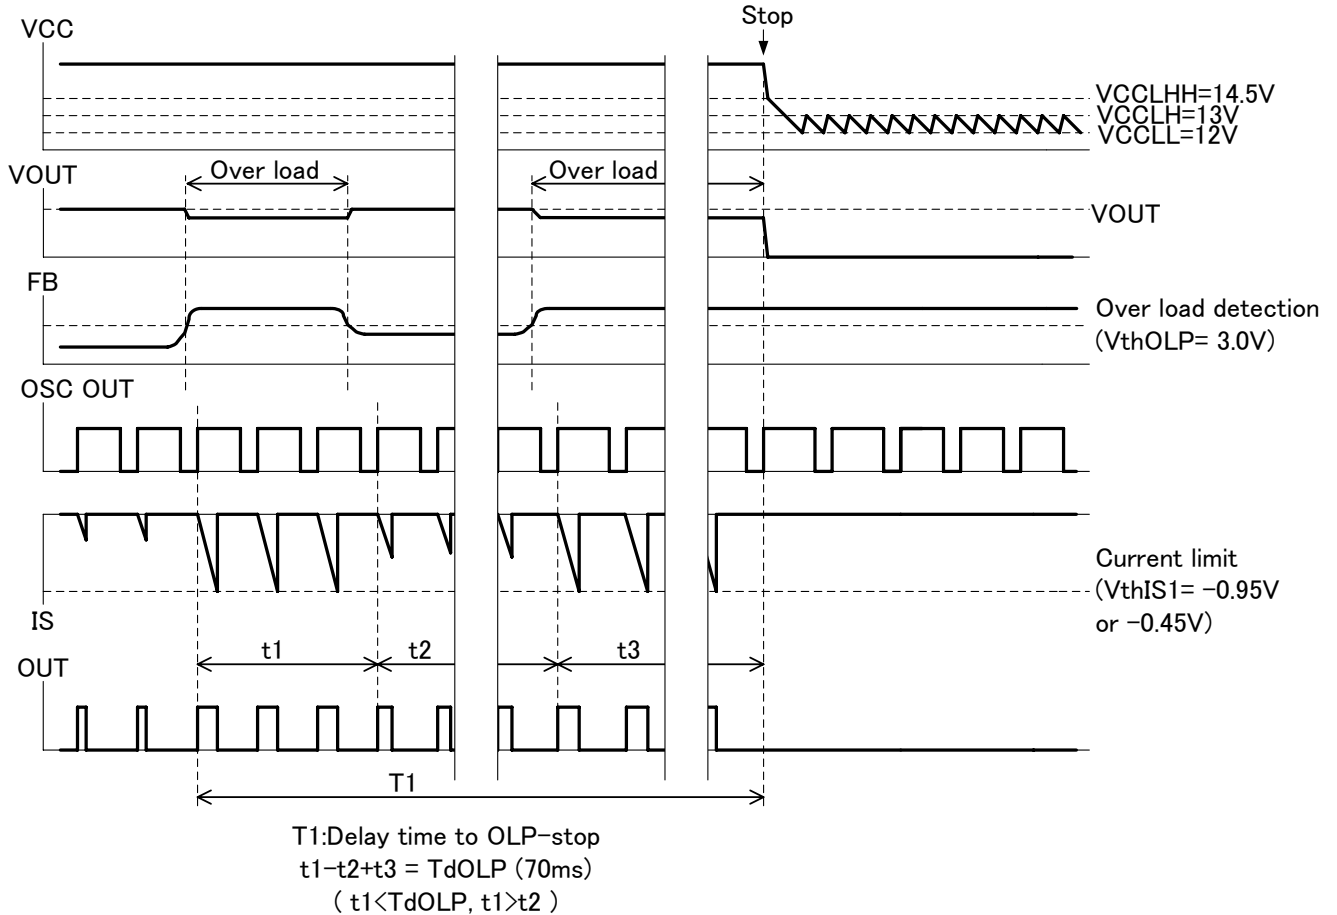 Stop
VCC
VCCLHH=14.5V
VCCLH=13V
VCCLL=12V
VOUT
Over load
Over load
VOUT
FB
Over load detection
(VthOLP= 3.0V)
OSC OUT
Current limit
(VthIS1= -0.95V
or -0.45V)
IS
t1
t2
t3
OUT
T1
T1:Delay time to OLP-stop
t1-t2+t3 = TdOLP (70ms)
( t1<TdOLP, t1>t2 )